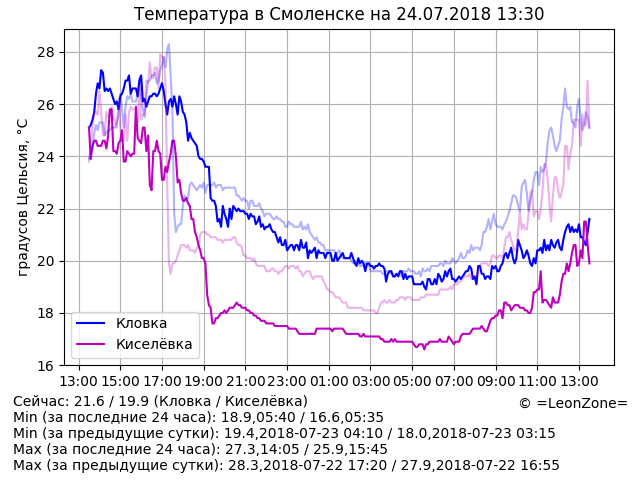 Температура в Смоленске на 24.07.2018 13:30
градусов Цельсия, °C
28
26
24
22
20
18
16
Кловка
Киселёвка
13:00 15:00 17:00 19:00 21:00 23:00 01:00 03:00 05:00 07:00 09:00 11:00 13:00
Сейчас: 21.6 / 19.9 (Кловка / Киселёвка)
© =LeonZone=
Min (за последние 24 часа): 18.9,05:40 / 16.6,05:35
Min (за предыдущие сутки): 19.4,2018-07-23 04:10 / 18.0,2018-07-23 03:15
Max (за последние 24 часа): 27.3,14:05 / 25.9,15:45
Max (за предыдущие сутки): 28.3,2018-07-22 17:20 / 27.9,2018-07-22 16:55